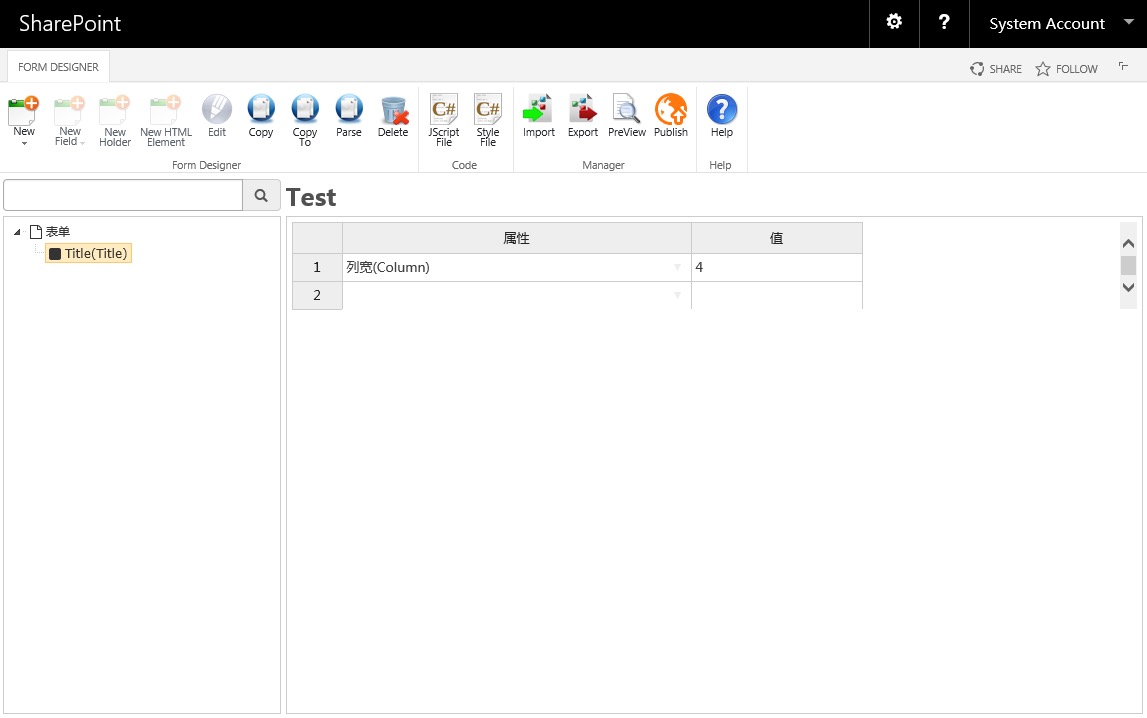 SharePoint
?
System Account
FORM DESIGNER
SHARE
FOLLOW
New
New Field
New Holder
New HTML Element
Edit
Copy
Copy To
Parse
Delete
C#
JScript File
C#
Style File
Import
Export
PreView
Publish
?
Help
Form Designer
Code
Manager
Help
Test
表单
Title(Title)
属性
值
1
列宽(Column)
4
2